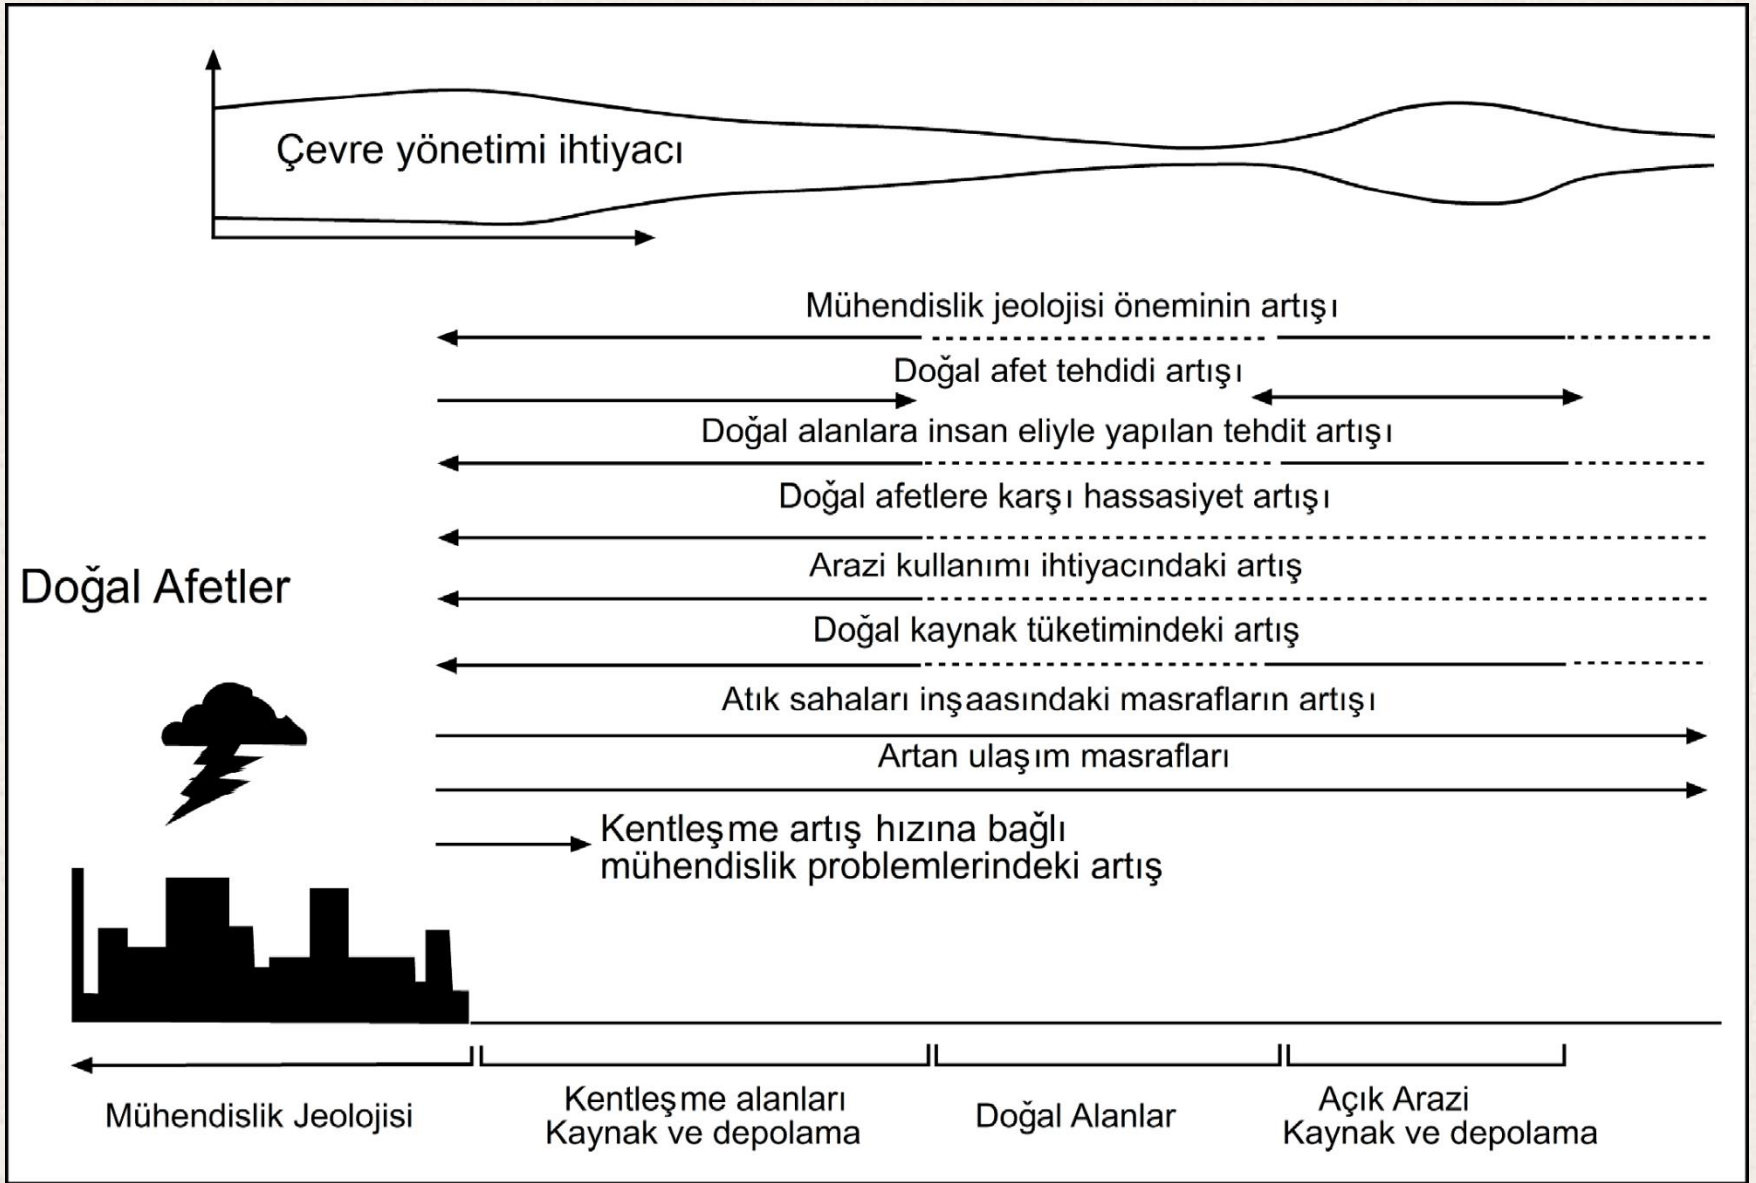 Çevre yönetimi ihtiyacı
Mühendislik jeolojisi öneminin artışı
Doğal afet tehdidi artışı
Doğal alanlara insan eliyle yapılan tehdit artışı
Doğal afetlere karşı hassasiyet artışı
Arazi kullanımı ihtiyacındaki artış
Doğal Afetler
Doğal kaynak tüketimindeki artış
Atık sahaları inşaasındaki masrafların artışı
Artan ulaşım masrafları
Kentleşme artış hızına bağlı
mühendislik problemlerindeki artış
Mühendislik Jeolojisi
Kentleşme alanları
Kaynak ve depolama
Doğal Alanlar
Açık Arazi
Kaynak ve depolama